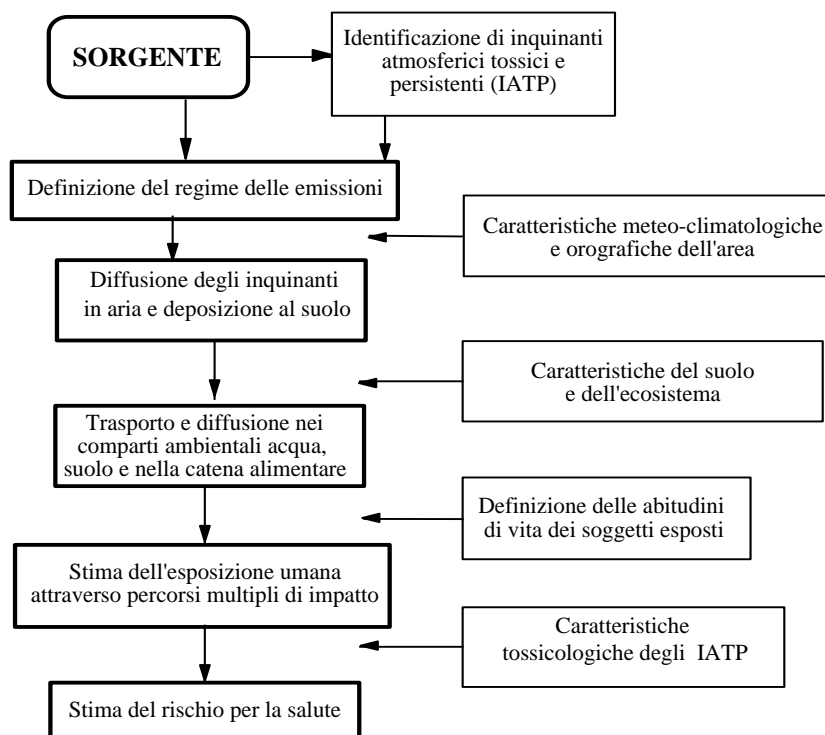 SORGENTE
Identificazione di inquinanti
atmosferici tossici e
persistenti (IATP)
Definizione del regime delle emissioni
Caratteristiche meteo-climatologiche
e orografiche dell'area
Diffusione degli inquinanti
in aria e deposizione al suolo
Caratteristiche del suolo
e dell'ecosistema
Trasporto e diffusione nei
comparti ambientali acqua,
suolo e nella catena alimentare
Definizione delle abitudini
di vita dei soggetti esposti
Stima dell'esposizione umana
attraverso percorsi multipli di impatto
Caratteristiche
tossicologiche degli IATP
Stima del rischio per la salute